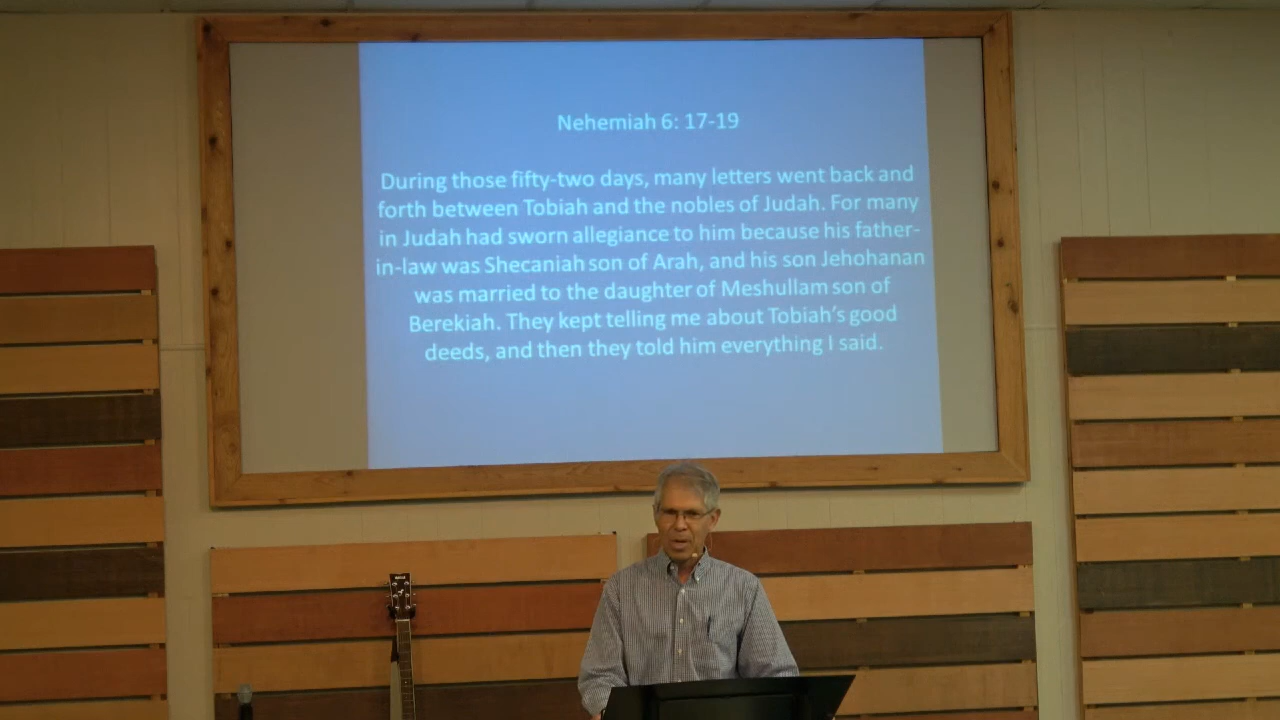 Nehemiah 6: 17-19
During those fifty-two days, many letters went back and
forth between Tobiah and the nobles of Judah. For many
in Judah had sworn allegiance to him because his father-
in-law was Shecaniah son of Arah, and his son Jehohanan
was married to the daughter of Meshullam son of
Berekiah. They kept telling me about Tobiah's good
deeds, and then they told him everything I said.